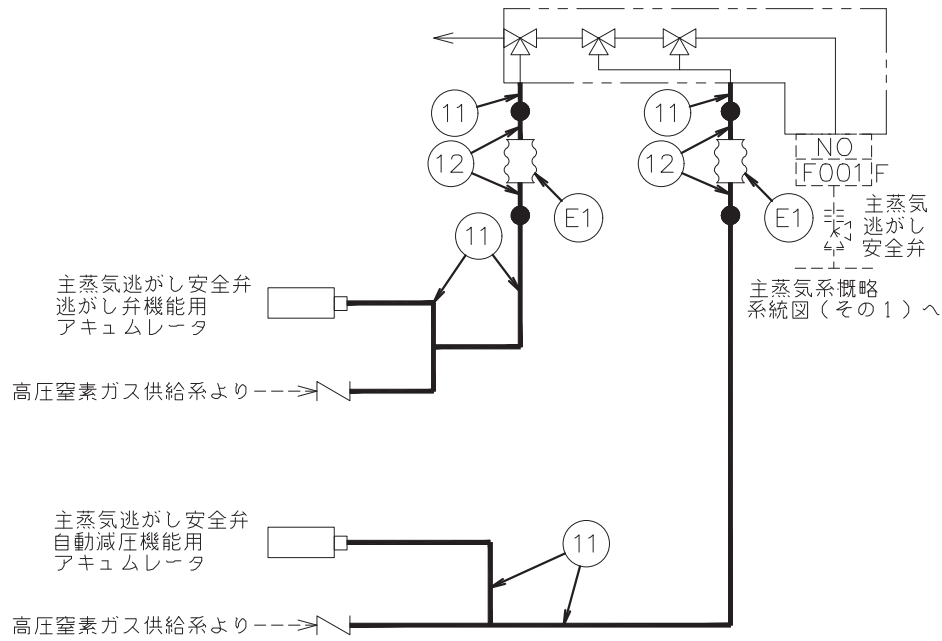 11
11
NO
12
12
F001F
E1
E1
主蒸気
逃がし
安全弁
11
主蒸気系概略
系統図(その1)へ
主蒸気逃がし安全弁
逃がし弁機能用
アキュムレータ
高圧窒素ガス供給系より
主蒸気逃がし安全弁
自動減圧機能用
アキュムレータ
11
高圧窒素ガス供給系より